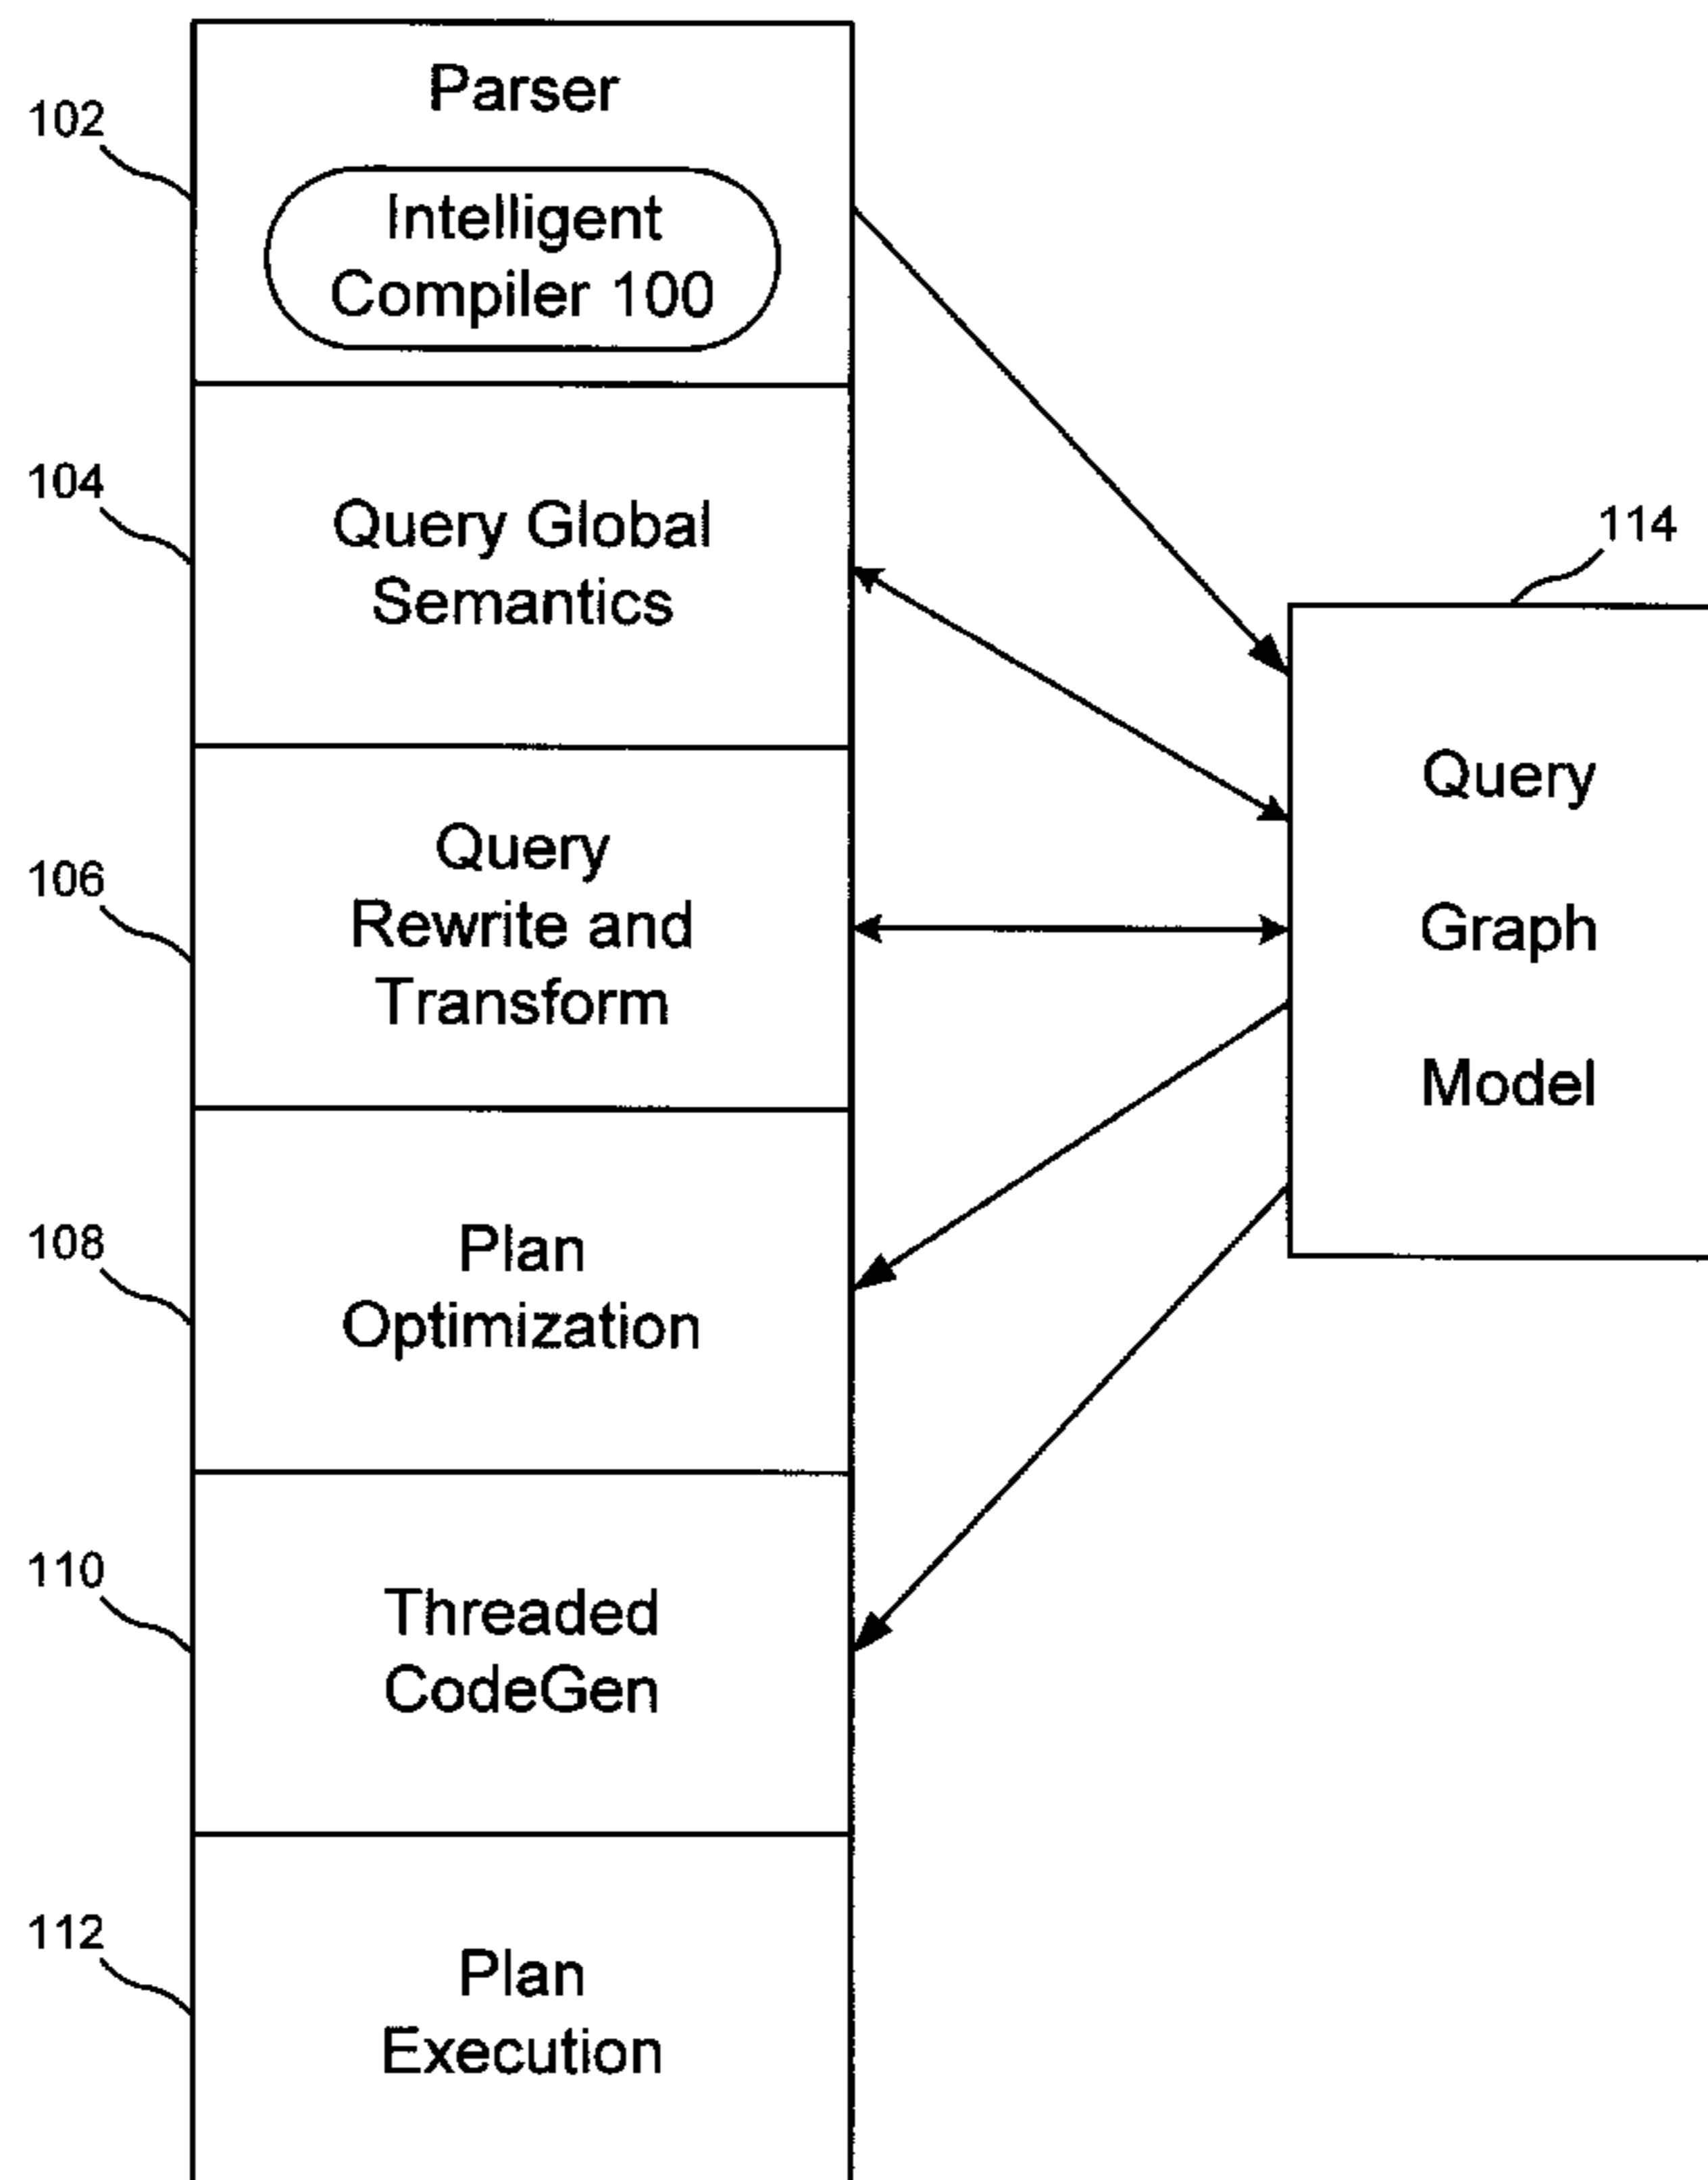 102
Parser
Intelligent
Compiler 100
104
Query Global
Semantics
106
Query
Rewrite and
Transform
108
Plan
Optimization
110
Threaded
CodeGen
112
Plan
Execution
114
Query
Graph
Model